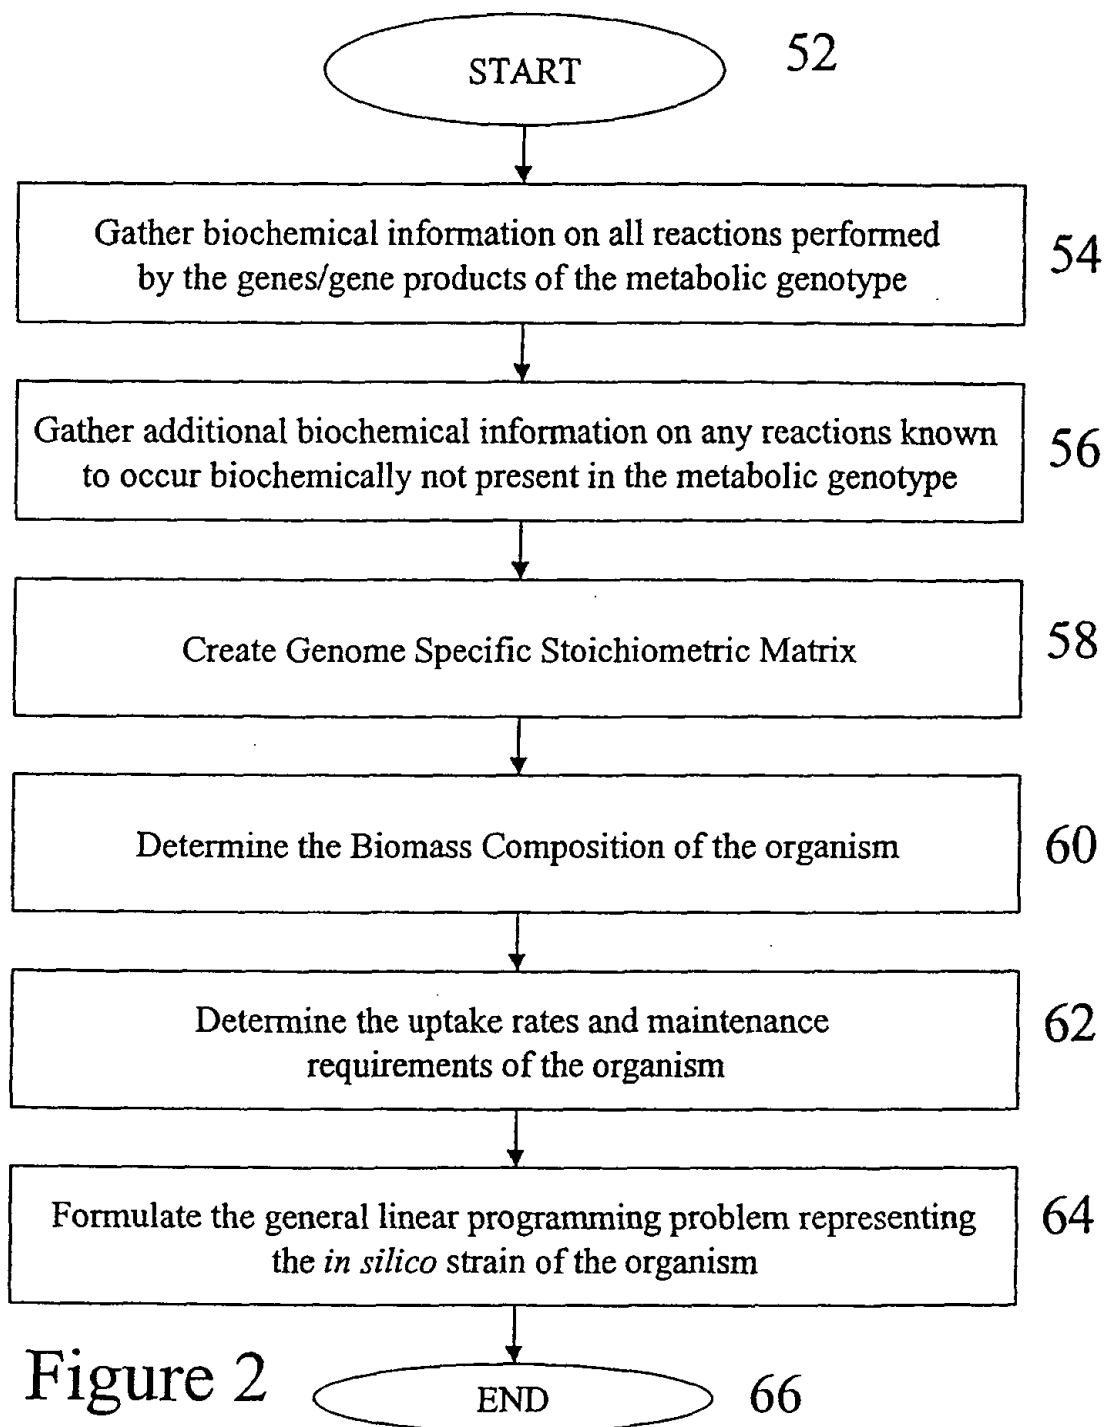 START
52
Gather biochemical information on all reactions performed
by the genes/gene products of the metabolic genotype
54
Gather additional biochemical information on any reactions known
to occur biochemically not present in the metabolic genotype
56
Create Genome Specific Stoichiometric Matrix
58
Determine the Biomass Composition of the organism
60
Determine the uptake rates and maintenance
requirements of the organism
62
Formulate the general linear programming problem representing
the in silico strain of the organism
64
Figure 2
END
66